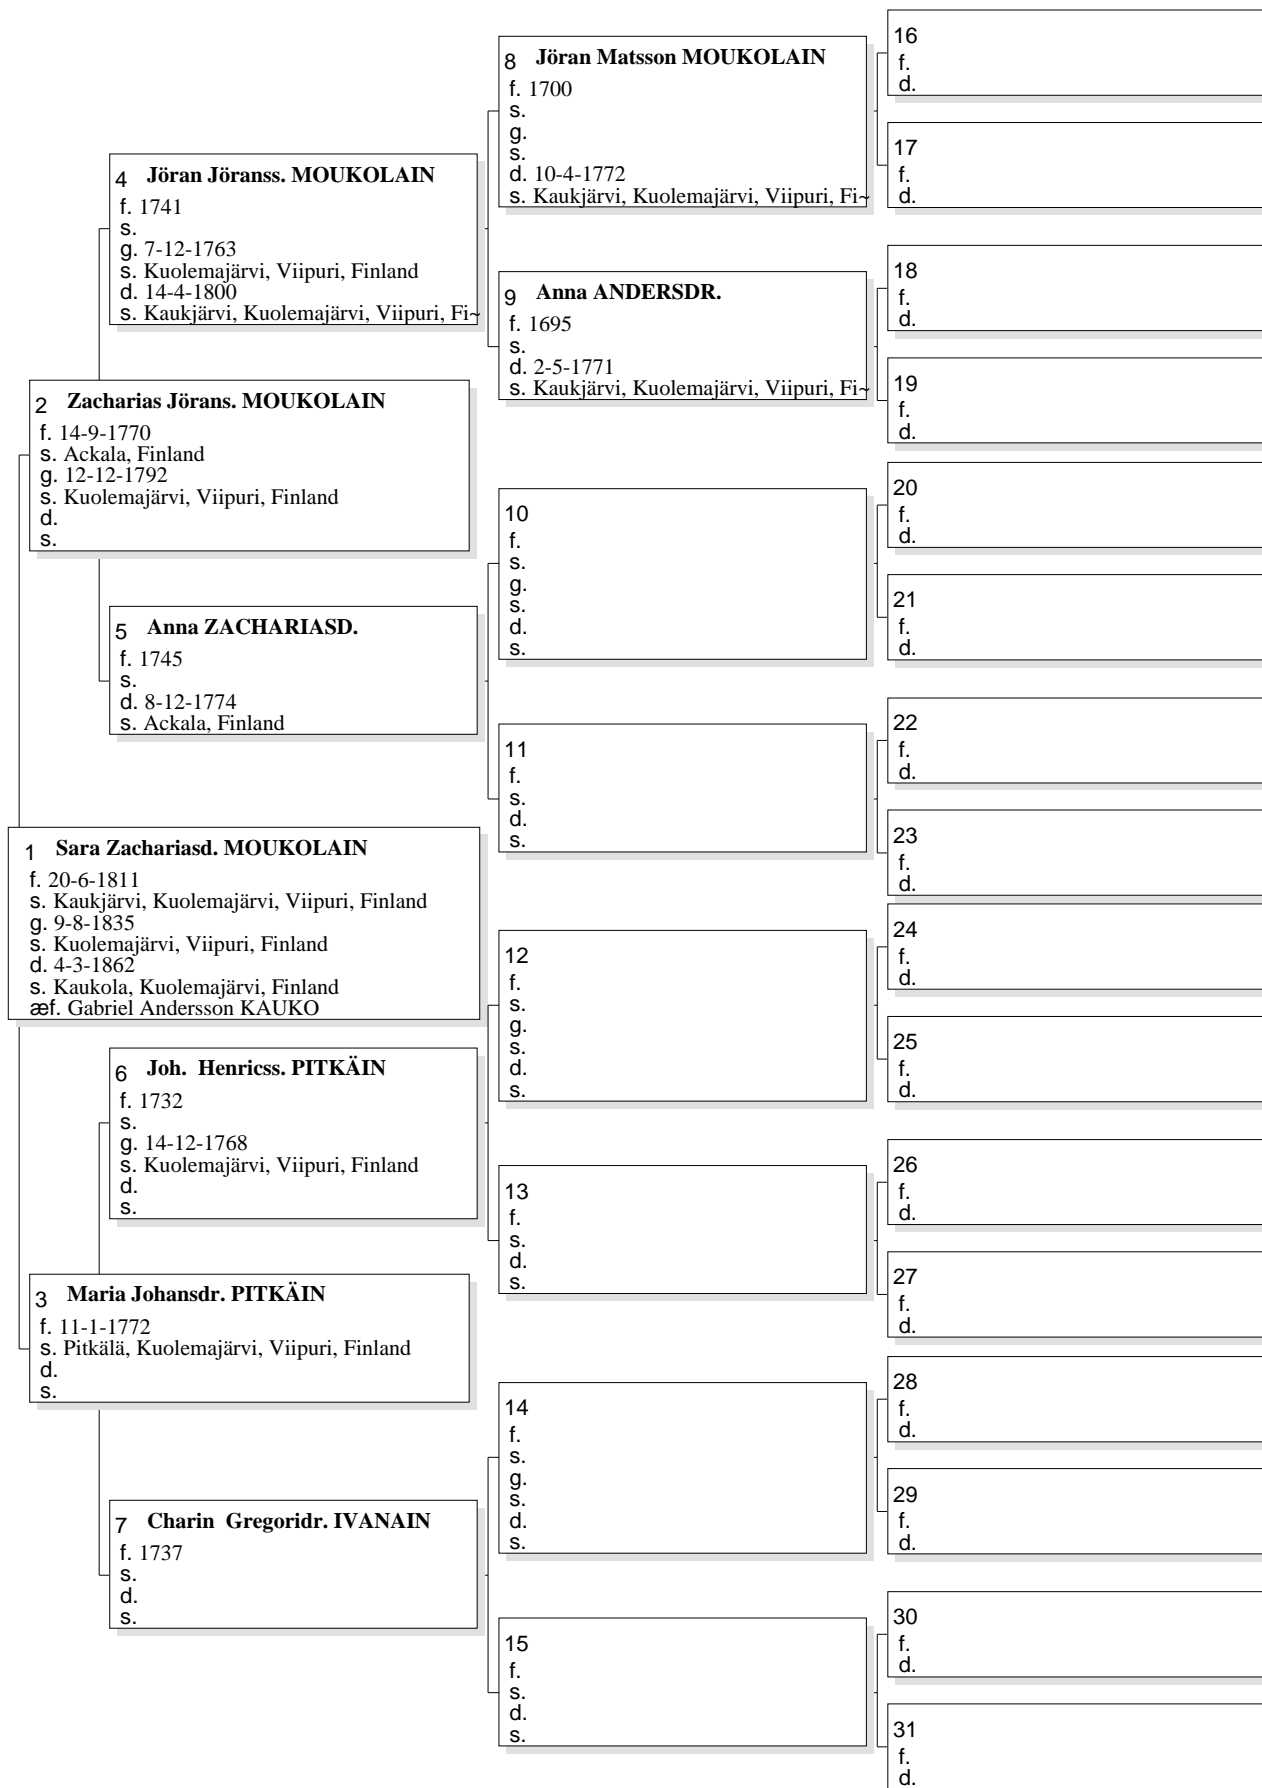 8 Jöran Matsson MOUKOLAIN
f. 1700
s.
g.
s.
d. 10-4-1772
s. Kaukjärvi, Kuolemajärvi, Viipuri, Fi~
16
f.
d.
17
f.
d.
4 Jöran Jöranss. MOUKOLAIN
f. 1741
s.
g. 7-12-1763
s. Kuolemajärvi, Viipuri, Finland
d. 14-4-1800
s. Kaukjärvi, Kuolemajärvi, Viipuri, Fi~
9 Anna ANDERSDR.
f. 1695
s.
d. 2-5-1771
s. Kaukjärvi, Kuolemajärvi, Viipuri, Fi~
18
f.
d.
19
f.
d.
2 Zacharias Jörans. MOUKOLAIN
f. 14-9-1770
s. Ackala, Finland
g. 12-12-1792
s. Kuolemajärvi, Viipuri, Finland
d.
s.
10
f.
s.
g.
s.
d.
s.
20
f.
d.
21
f.
d.
5 Anna ZACHARIASD.
f. 1745
s.
d. 8-12-1774
s. Ackala, Finland
11
f.
s.
d.
s.
22
f.
d.
23
f.
d.
1 Sara Zachariasd. MOUKOLAIN
f. 20-6-1811
s. Kaukjärvi, Kuolemajärvi, Viipuri, Finland
g. 9-8-1835
s. Kuolemajärvi, Viipuri, Finland
d. 4-3-1862
s. Kaukola, Kuolemajärvi, Finland
æf. Gabriel Andersson KAUKO
12
f.
s.
g.
s.
d.
s.
24
f.
d.
25
f.
d.
6 Joh. Henricss. PITKÄIN
f. 1732
s.
g. 14-12-1768
s. Kuolemajärvi, Viipuri, Finland
d.
s.
13
f.
s.
d.
s.
26
f.
d.
27
f.
d.
3 Maria Johansdr. PITKÄIN
f. 11-1-1772
s. Pitkälä, Kuolemajärvi, Viipuri, Finland
d.
s.
14
f.
s.
g.
s.
d.
s.
28
f.
d.
29
f.
d.
7 Charin Gregoridr. IVANAIN
f. 1737
s.
d.
s.
15
f.
s.
d.
s.
30
f.
d.
31
f.
d.